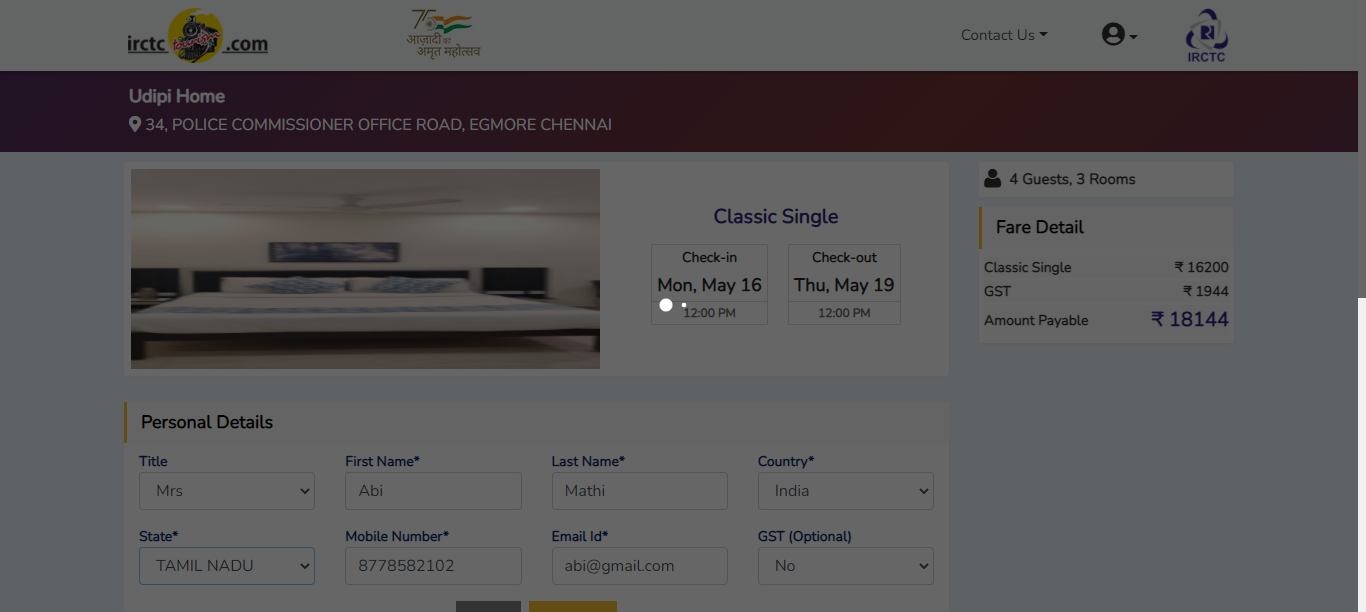 irctc tourism .com
75
आज़ादी का
अमृत महोत्सव
Contact Us
IRCTC
Udipi Home
34, POLICE COMMISSIONER OFFICE ROAD, EGMORE CHENNAI
Classic Single
Check-in
Mon, May 16
12:00 PM
Check-out
Thu, May 19
12:00 PM
4 Guests, 3 Rooms
Fare Detail
Classic Single ₹ 16200
GST ₹ 1944
Amount Payable ₹ 18144
Personal Details
Title First Name* Last Name* Country*
Mrs Abi Mathi India
State* Mobile Number* Email Id* GST (Optional)
TAMIL NADU 8778582102 abi@gmail.com No